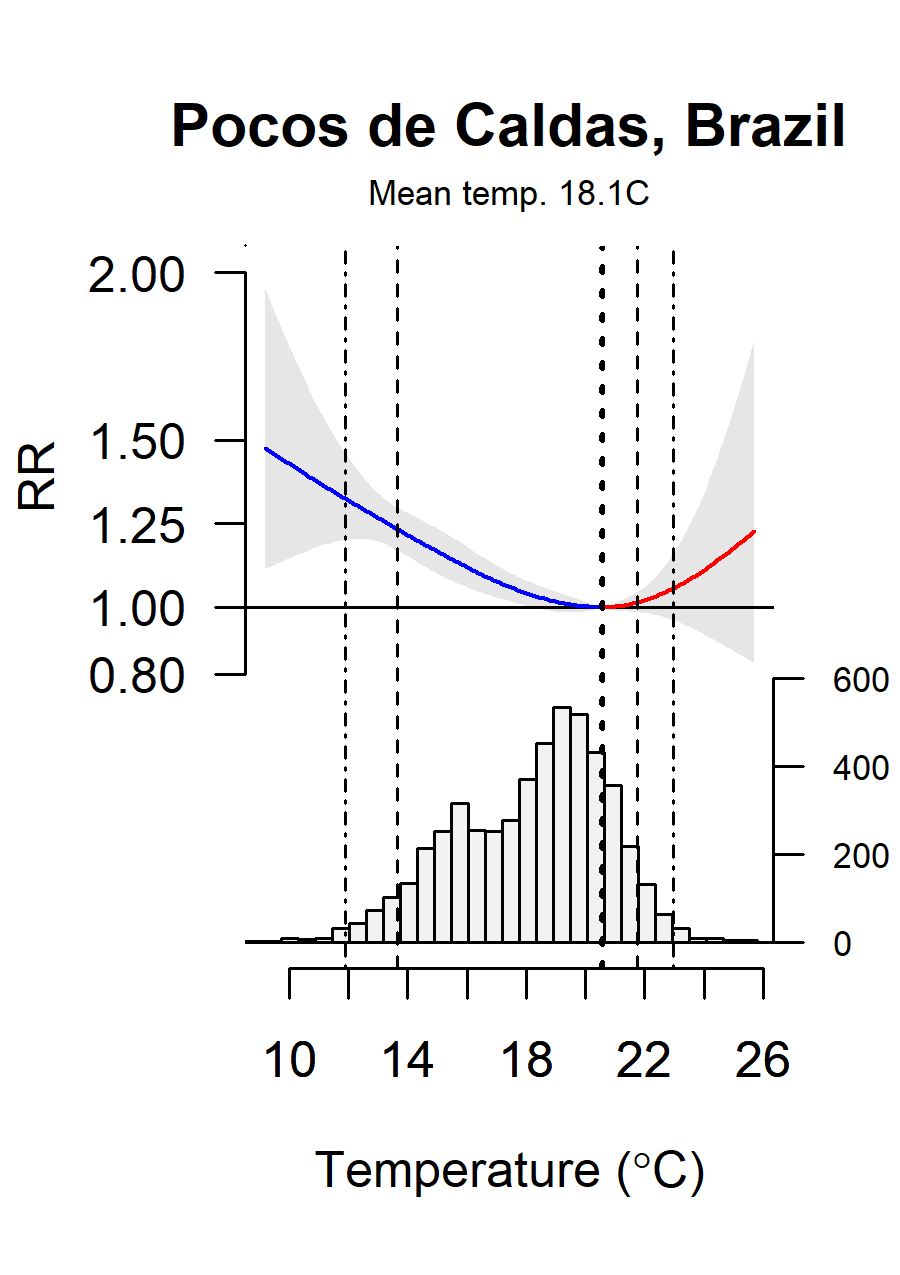 Pocos de Caldas, Brazil
Mean temp. 18.1C
2.00
1.50
1.25
1.00
0.80
RR
600
400
200
0
10 14 18 22 26
Temperature (°C)